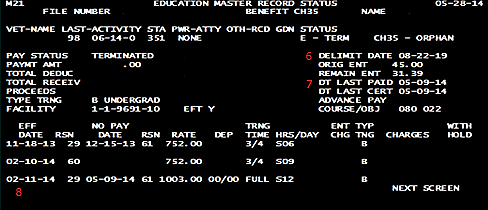 M21 EDUCATION MASTER RECORD STATUS 05-28-14
FILE NUMBER BENEFIT CH35 NAME
VET-NAME LAST-ACTIVITY STA PWR-ATTY OTH-RCD GDN STATUS
98 06-14-0 351 NONE E - TERM CH35 - ORPHAN
PAY STATUS TERMINATED 6 DELIMIT DATE 08-22-19
PAYMT AMT .00 ORIG ENT 45.00
TOTAL DEDUC REMAIN ENT 31.39
TOTAL RECEIV 7 DT LAST PAID 05-09-14
PROCEEDS DT LAST CERT 05-09-14
TYPE TRNG B UNDERGRAD ADVANCE PAY
FACILITY 1-1-9691-10 EFT Y COURSE/OBJ 080 022
EFF NO PAY TRNG ENT TYP WITH
DATE RSN DATE RSN RATE DEP TIME HRS/DAY CHG TNG CHARGES HOLD
11-18-13 29 12-15-13 61 752.00 3/4 S06 B
02-10-14 60 752.00 3/4 S09 B
02-11-14 29 05-09-14 61 1003.00 00/00 FULL S12 B
8 NEXT SCREEN